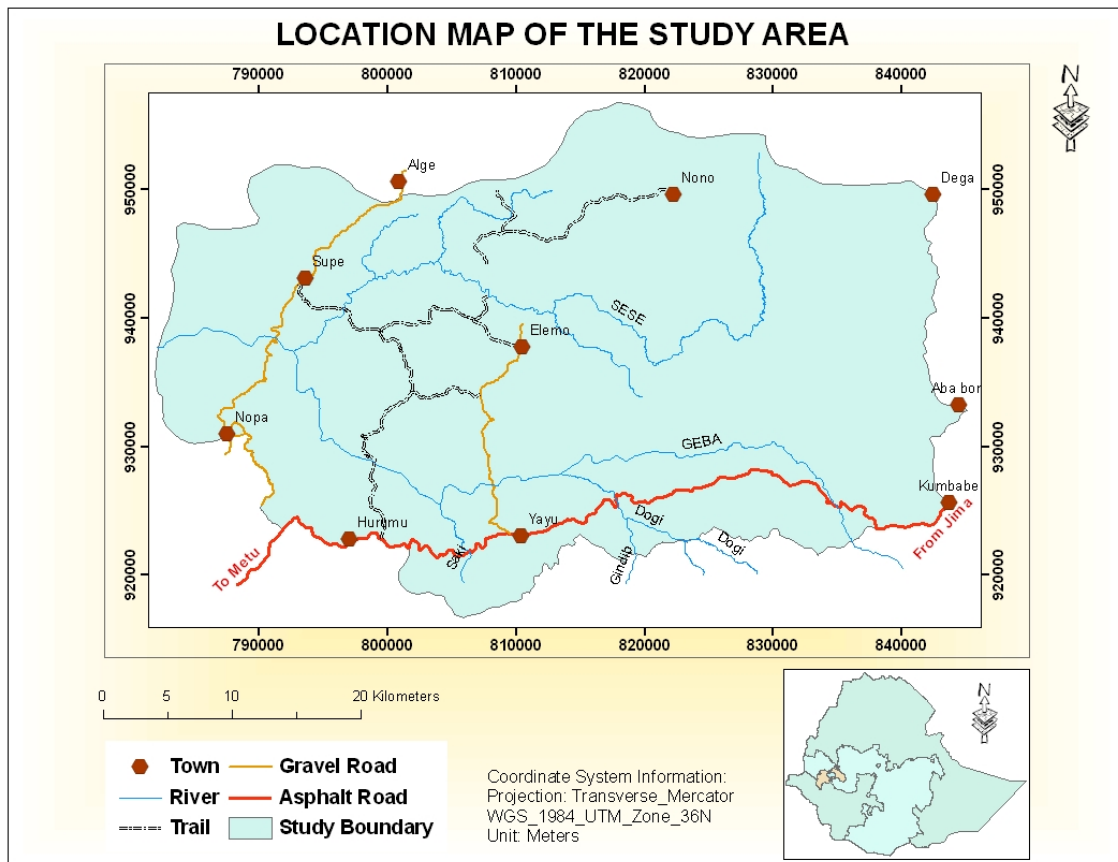 LOCATION MAP OF THE STUDY AREA
N
790000 800000 810000 820000 830000 840000
950000 950000
940000 940000
930000 930000
920000 920000
Alge
Nono
Dega
Supe
SESE
Elemo
Aba bor
Nopa
GEBA
Kumbabe
Hurumu
Yayu
Dogi
Dogi
Saki
Gindib
To Metu
From Jima
790000 800000 810000 820000 830000 840000
0 5 10 20 Kilometers
Town Gravel Road
River Asphalt Road
Trail Study Boundary
Coordinate System Information:
Projection: Transverse_Mercator
WGS_1984_UTM_Zone_36N
Unit: Meters
N